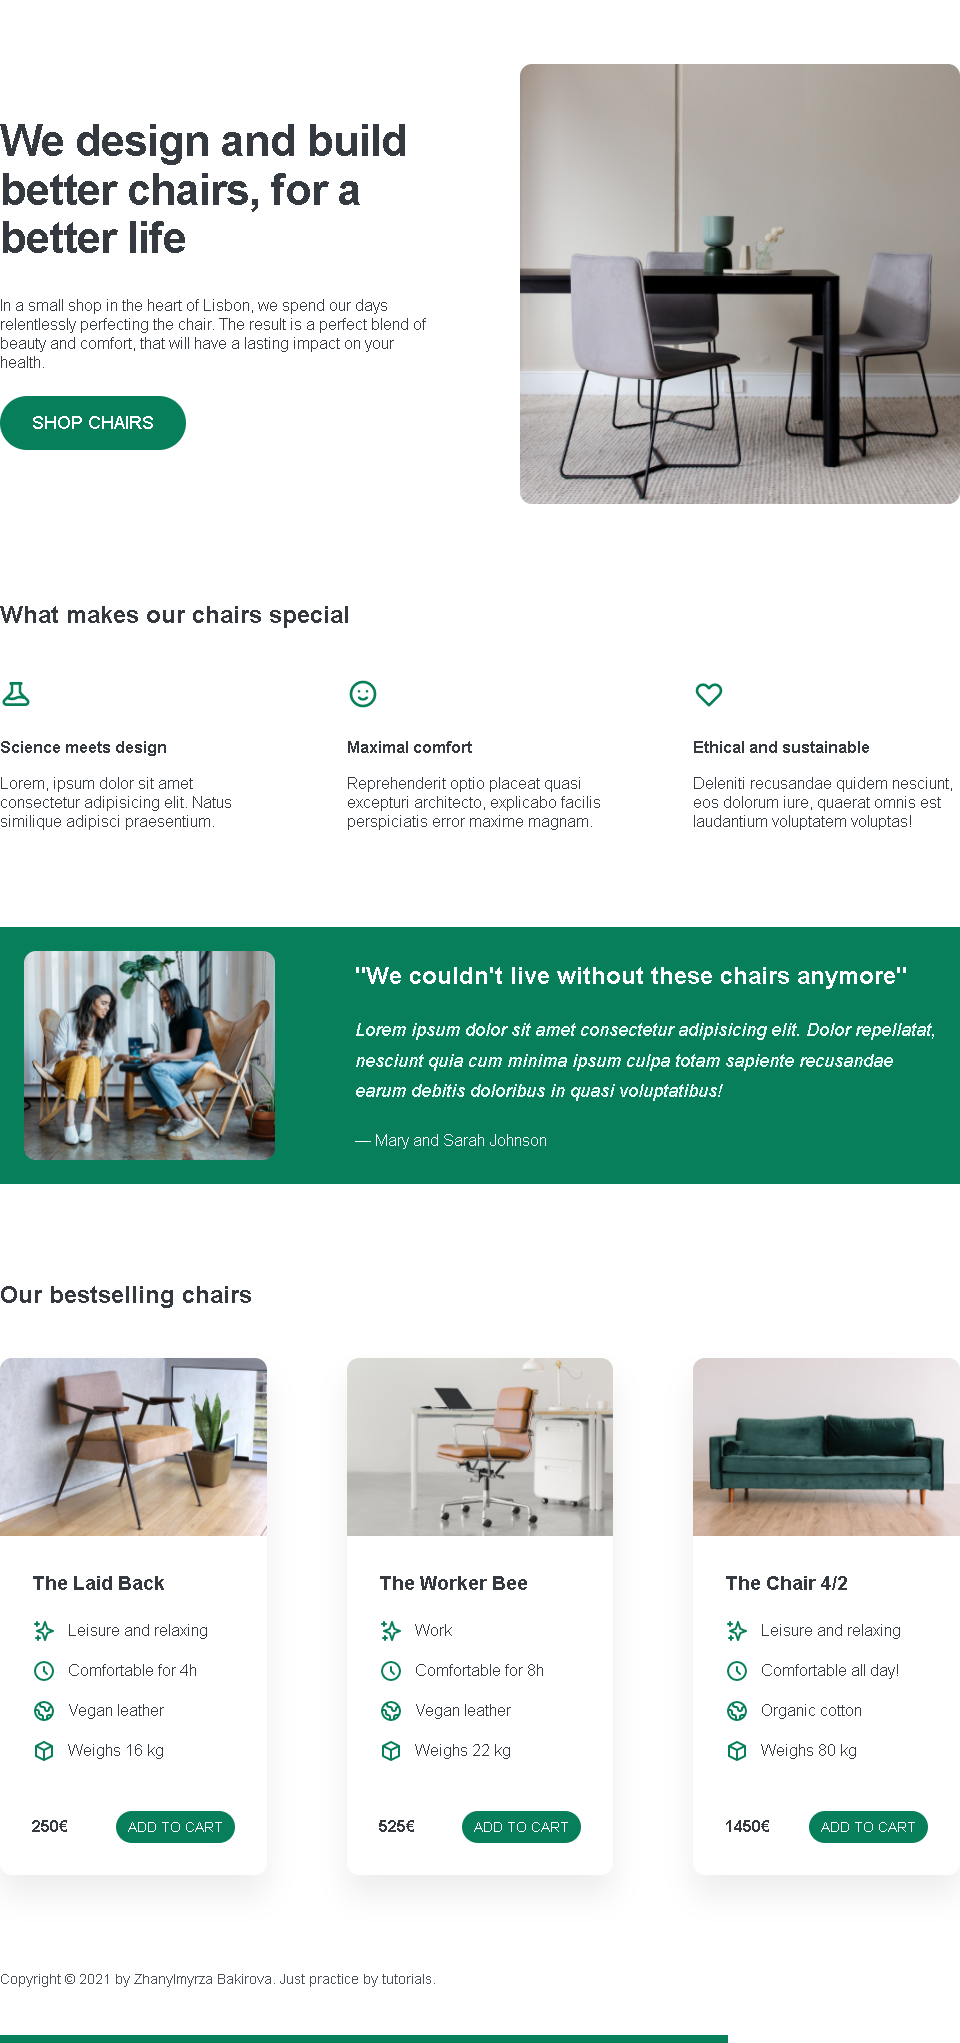 We design and build
better chairs, for a
better life
In a small shop in the heart of Lisbon, we spend our days
relentlessly perfecting the chair. The result is a perfect blend of
beauty and comfort, that will have a lasting impact on your
health.
SHOP CHAIRS
What makes our chairs special
Science meets design
Lorem, ipsum dolor sit amet
consectetur adipisicing elit. Natus
similique adipisci praesentium.
Maximal comfort
Reprehenderit optio placeat quasi
excepturi architecto, explicabo facilis
perspiciatis error maxime magnam.
Ethical and sustainable
Deleniti recusandae quidem nesciunt,
eos dolorum iure, quaerat omnis est
laudantium voluptatem voluptas!
"We couldn't live without these chairs anymore"
Lorem ipsum dolor sit amet consectetur adipisicing elit. Dolor repellatat,
nesciunt quia cum minima ipsum culpa totam sapiente recusandae
earum debitis doloribus in quasi voluptatibus!
— Mary and Sarah Johnson
Our bestselling chairs
The Laid Back
Leisure and relaxing
Comfortable for 4h
Vegan leather
Weighs 16 kg
250€
ADD TO CART
The Worker Bee
Work
Comfortable for 8h
Vegan leather
Weighs 22 kg
525€
ADD TO CART
The Chair 4/2
Leisure and relaxing
Comfortable all day!
Organic cotton
Weighs 80 kg
1450€
ADD TO CART
Copyright © 2021 by Zhanylmyrza Bakirova. Just practice by tutorials.